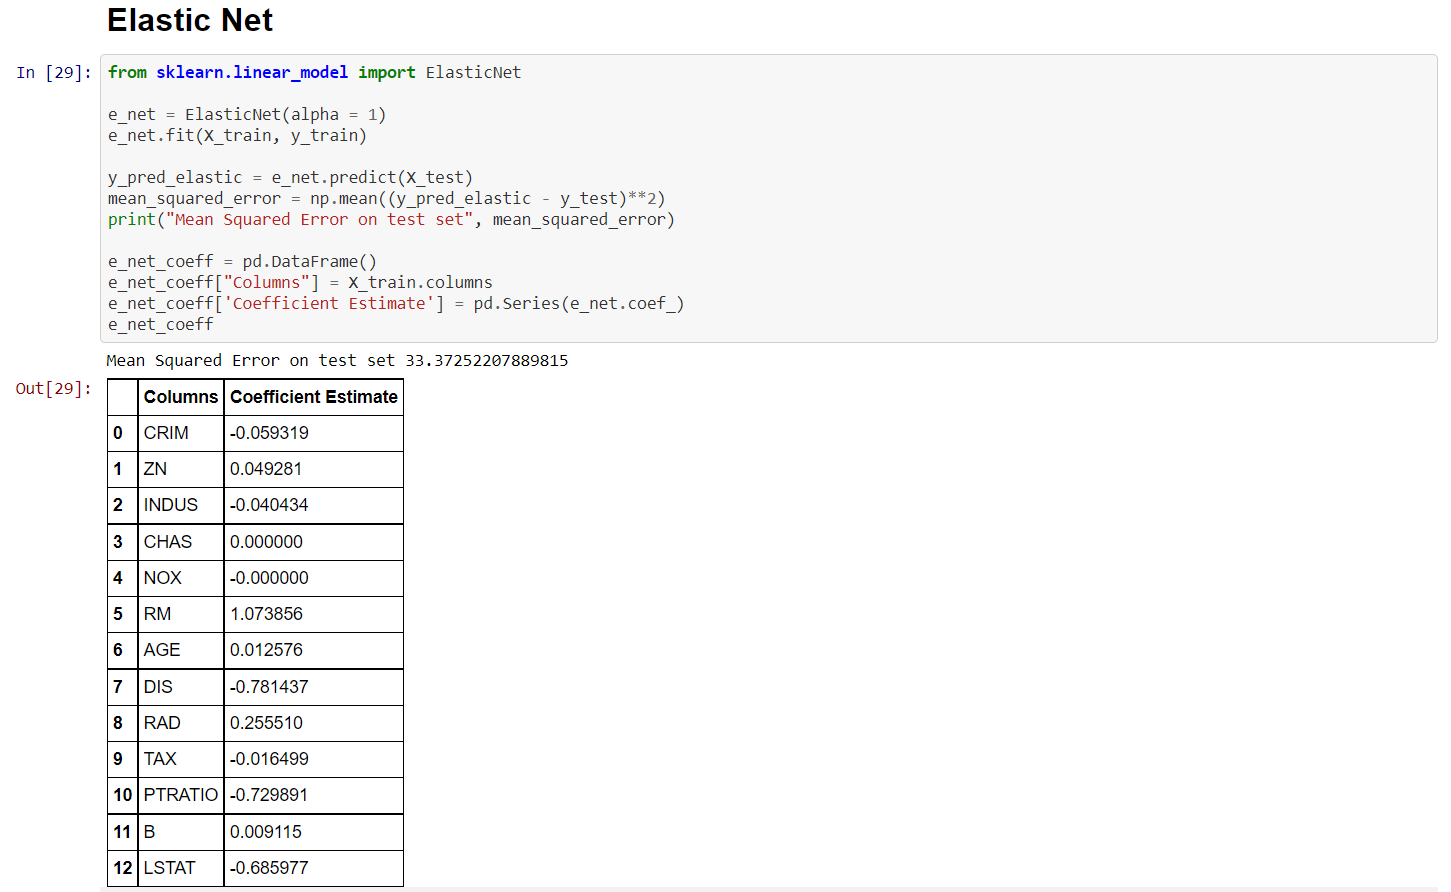 Elastic Net
In [29]:
from sklearn.linear_model import ElasticNet
e_net = ElasticNet(alpha = 1)
e_net.fit(X_train, y_train)
y_pred_elastic = e_net.predict(X_test)
mean_squared_error = np.mean((y_pred_elastic - y_test)**2)
print("Mean Squared Error on test set", mean_squared_error)
e_net_coeff = pd.DataFrame()
e_net_coeff["Columns"] = X_train.columns
e_net_coeff['Coefficient Estimate'] = pd.Series(e_net.coef_)
e_net_coeff
Mean Squared Error on test set 33.37252207889815
Out[29]:
Columns Coefficient Estimate
0 CRIM -0.059319
1 ZN 0.049281
2 INDUS -0.040434
3 CHAS 0.000000
4 NOX -0.000000
5 RM 1.073856
6 AGE 0.012576
7 DIS -0.781437
8 RAD 0.255510
9 TAX -0.016499
10 PTRATIO -0.729891
11 B 0.009115
12 LSTAT -0.685977